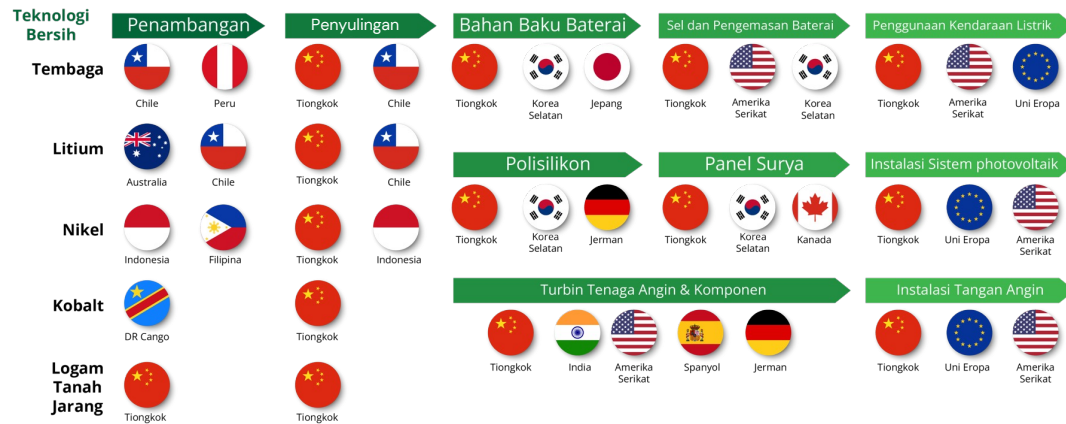 Teknologi
Bersih
Penambangan
Penyulingan
Bahan Baku Baterai
Sel dan Pengemasan Baterai
Penggunaan Kendaraan Listrik
Tembaga
Chile
Peru
Tiongkok
Chile
Tiongkok
Korea
Selatan
Jepang
Tiongkok
Amerika
Serikat
Korea
Selatan
Tiongkok
Amerika
Serikat
Uni Eropa
Litium
Australia
Chile
Tiongkok
Chile
Polisilikon
Panel Surya
Instalasi Sistem photovoltaik
Tiongkok
Korea
Selatan
Jerman
Tiongkok
Korea
Selatan
Kanada
Tiongkok
Uni Eropa
Amerika
Serikat
Nikel
Indonesia
Filipina
Tiongkok
Indonesia
Turbin Tenaga Angin & Komponen
Instalasi Tangan Angin
Kobalt
DR Cango
Tiongkok
Tiongkok
India
Amerika
Serikat
Spanyol
Jerman
Tiongkok
Uni Eropa
Amerika
Serikat
Logam
Tanah
Jarang
Tiongkok
Tiongkok